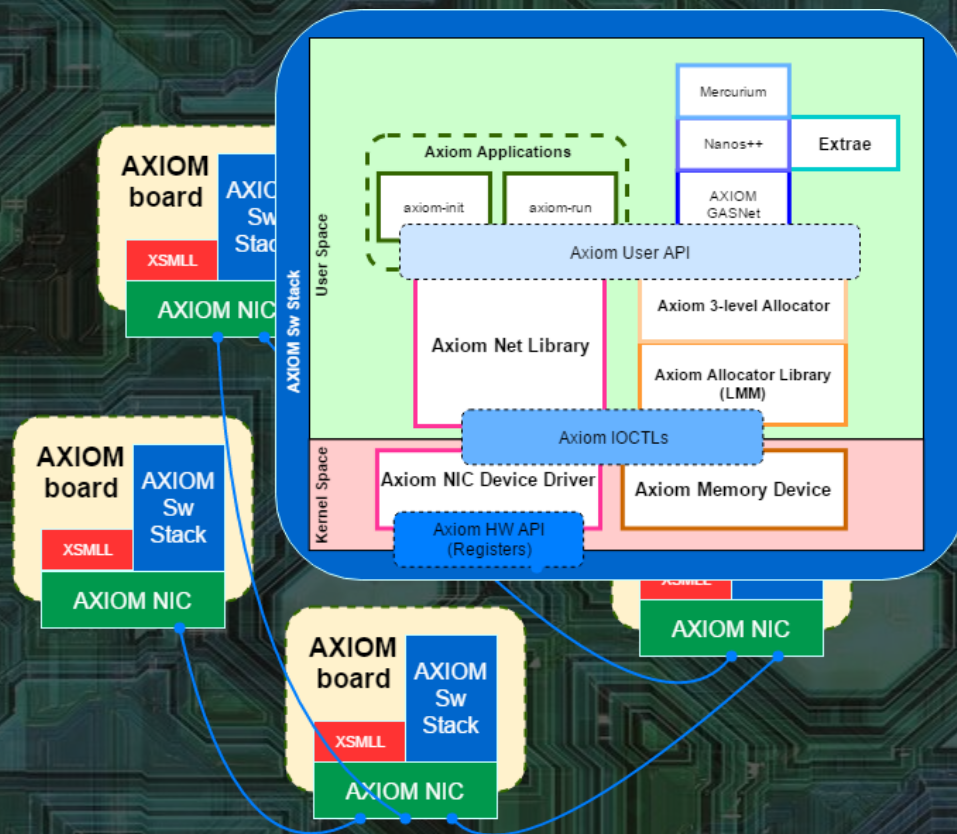 AXIOM
board
AXIO
Sw
Stac
XSMLL
AXIOM NIC
AXIOM Sw Stack
User Space
Mercurium
Nanos++
Extrae
Axiom Applications
axiom-init
axiom-run
AXIOM
GASNet
Axiom User API
Axiom Net Library
Axiom 3-level Allocator
Axiom Allocator Library
(LMM)
Axiom IOCTLs
Kernel Space
Axiom NIC Device Driver
Axiom Memory Device
Axiom HW API
(Registers)
AXIOM
board
AXIOM
Sw
Stack
XSMLL
AXIOM NIC
XSMLL
AXIOM NIC
AXIOM
board
AXIOM
Sw
Stack
XSMLL
AXIOM NIC